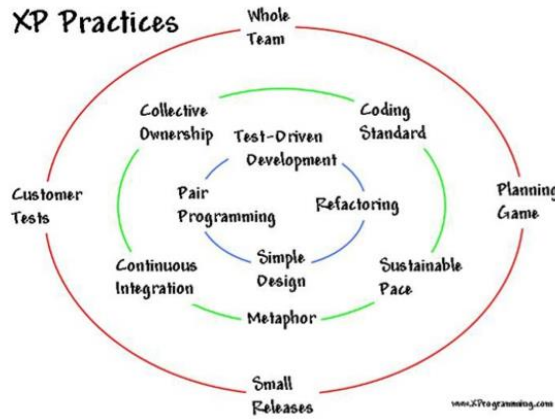 XP Practices
Whole
Team
Collective
Ownership
Coding
Standard
Test-Driven
Development
Customer
Tests
Pair
Programming
Refactoring
Planning
Game
Continuous
Integration
Simple
Design
Sustainable
Pace
Metaphor
Small
Releases
www.XProgramming.com